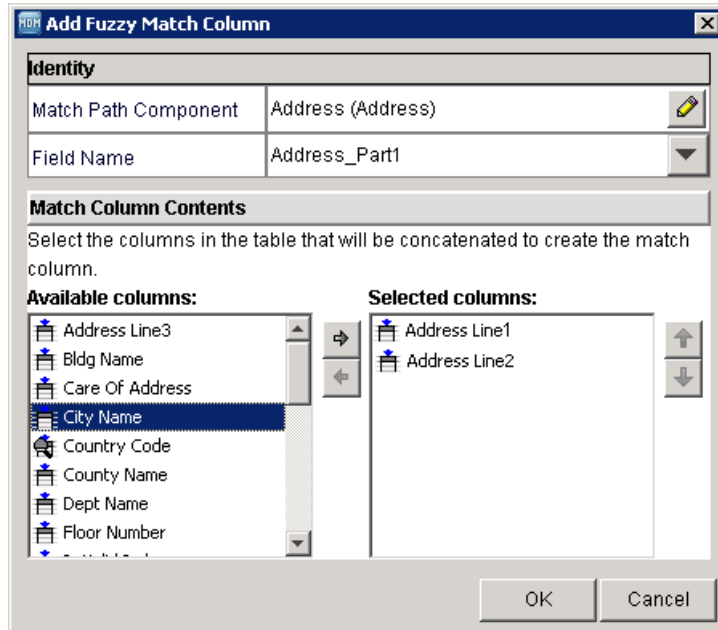 MDM Add Fuzzy Match Column
Identity
Match Path Component Address (Address)
Field Name Address_Part1
Match Column Contents
Select the columns in the table that will be concatenated to create the match
column.
Available columns: Selected columns:
Address Line3 Address Line1
Bldg Name Address Line2
Care Of Address
City Name
Country Code
County Name
Dept Name
Floor Number
OK Cancel